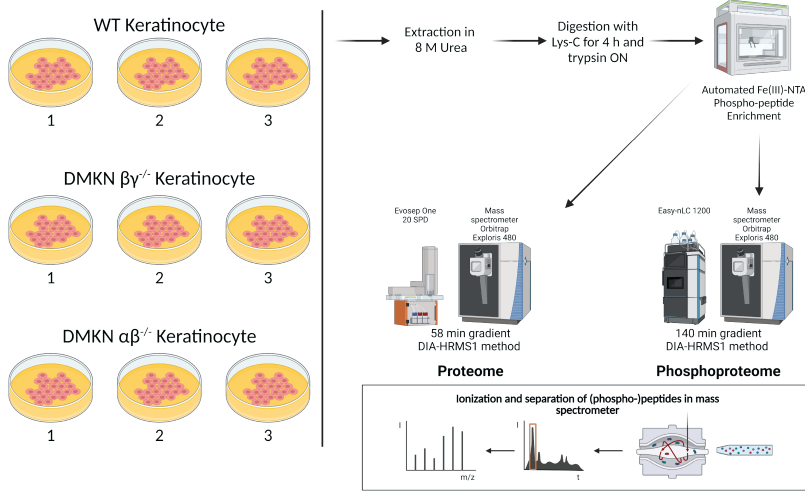 WT Keratinocyte
1 2 3
DMKN βγ-/- Keratinocyte
1 2 3
DMKN αβ-/- Keratinocyte
1 2 3
Extraction in
8 M Urea
Digestion with
Lys-C for 4 h and
trypsin ON
Automated Fe(III)-NTA
Phospho-peptide
Enrichment
Evosep One
20 SPD
Mass
spectrometer
Orbitrap
Exploris 480
58 min gradient
DIA-HRMS1 method
Proteome
Easy-nLC 1200
Mass
spectrometer
Orbitrap
Exploris 480
140 min gradient
DIA-HRMS1 method
Phosphoproteome
Ionization and separation of (phospho-)peptides in mass
spectrometer
I
m/z
I
t